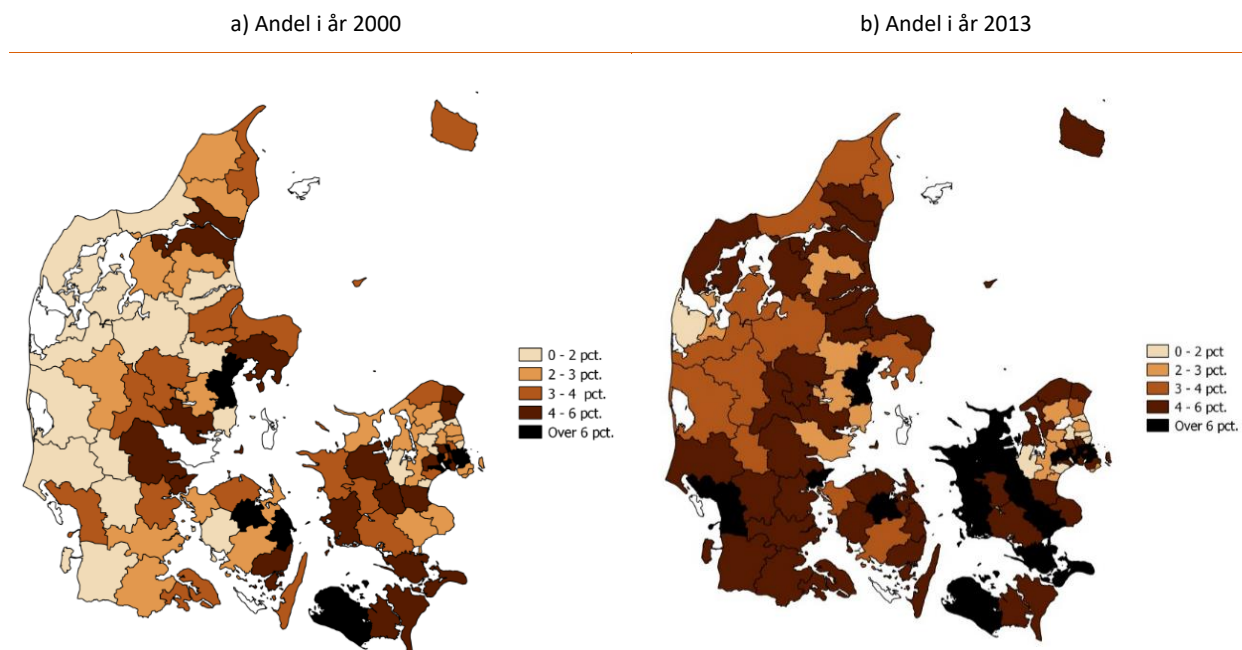 a) Andel i år 2000
b) Andel i år 2013
0 - 2 pct.
2 - 3 pct.
3 - 4 pct.
4 - 6 pct.
Over 6 pct.
0 - 2 pct
2 - 3 pct.
3 - 4 pct.
4 - 6 pct.
Over 6 pct.